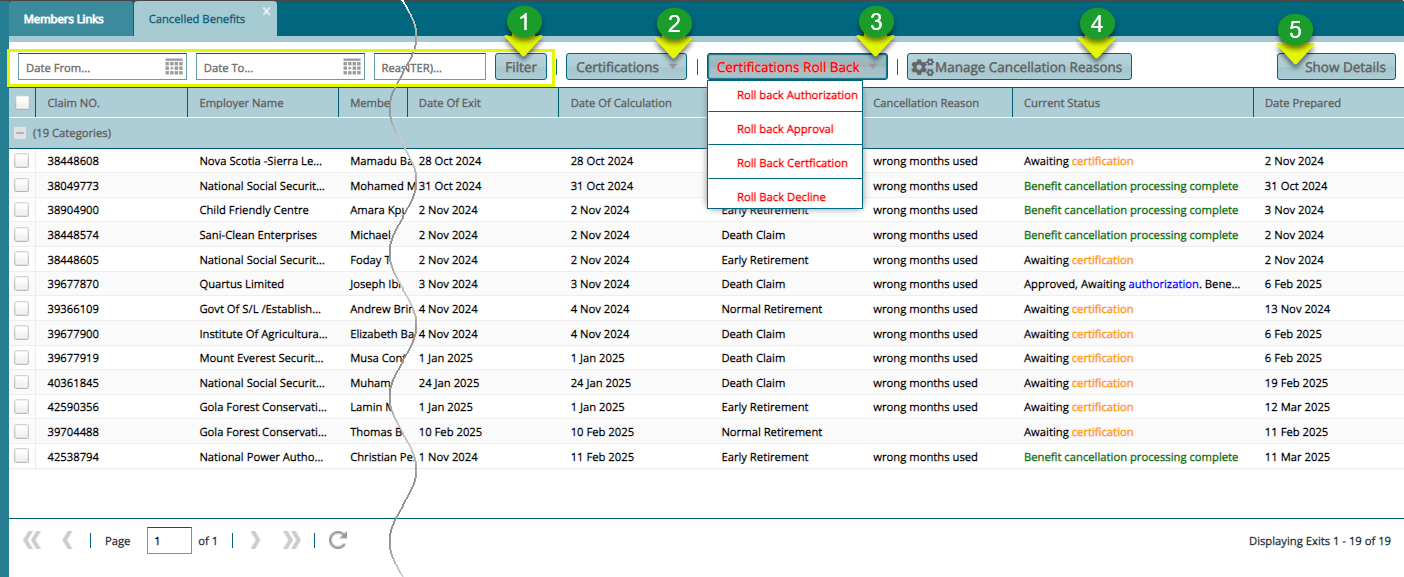 Members Links Cancelled Benefits ×
1 2 3 4 5
Date From... Date To... Reas NTER)... Filter Certifications Certifications Roll Back Manage Cancellation Reasons Show Details
Roll back Authorization
Roll back Approval
Roll Back Certfication
Roll Back Decline
Claim NO. Employer Name Membe Date Of Exit Date Of Calculation Cancellation Reason Current Status Date Prepared
(19 Categories)
38448608 Nova Scotia -Sierra Le... Mamadu Ba 28 Oct 2024 28 Oct 2024 wrong months used Awaiting certification 2 Nov 2024
38049773 National Social Securit... Mohamed M 31 Oct 2024 31 Oct 2024 wrong months used Benefit cancellation processing complete 31 Oct 2024
38904900 Child Friendly Centre Amara Kpu 2 Nov 2024 2 Nov 2024 Early Retirement wrong months used Benefit cancellation processing complete 3 Nov 2024
38448574 Sani-Clean Enterprises Michael 2 Nov 2024 2 Nov 2024 Death Claim wrong months used Benefit cancellation processing complete 2 Nov 2024
38448605 National Social Securit... Foday T 2 Nov 2024 2 Nov 2024 Early Retirement wrong months used Awaiting certification 2 Nov 2024
39677870 Quartus Limited Joseph Ibr 3 Nov 2024 3 Nov 2024 Death Claim wrong months used Approved, Awaiting authorization. Bene... 6 Feb 2025
39366109 Govt Of S/L /Establish... Andrew Brim 4 Nov 2024 4 Nov 2024 Normal Retirement wrong months used Awaiting certification 13 Nov 2024
39677900 Institute Of Agricultura... Elizabeth Ba 4 Nov 2024 4 Nov 2024 Death Claim wrong months used Awaiting certification 6 Feb 2025
39677919 Mount Everest Securit... Musa Con 1 Jan 2025 1 Jan 2025 Death Claim wrong months used Awaiting certification 6 Feb 2025
40361845 National Social Securit... Muham 24 Jan 2025 24 Jan 2025 Death Claim wrong months used Awaiting certification 19 Feb 2025
42590356 Gola Forest Conservati... Lamin M 1 Jan 2025 1 Jan 2025 Early Retirement wrong months used Awaiting certification 12 Mar 2025
39704488 Gola Forest Conservati... Thomas B 10 Feb 2025 10 Feb 2025 Normal Retirement Awaiting certification 11 Feb 2025
42538794 National Power Autho... Christian Pe 1 Nov 2024 11 Feb 2025 Early Retirement wrong months used Benefit cancellation processing complete 11 Mar 2025
Page 1 of 1 Displaying Exits 1 - 19 of 19